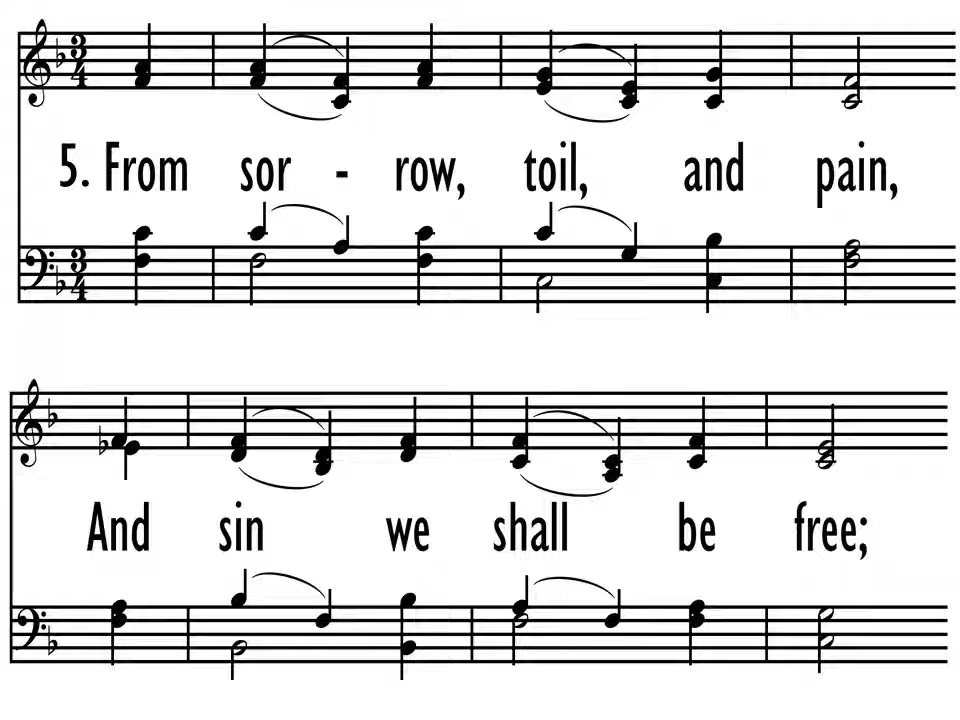 5. From sor - row, toil, and pain,
And sin we shall be free;